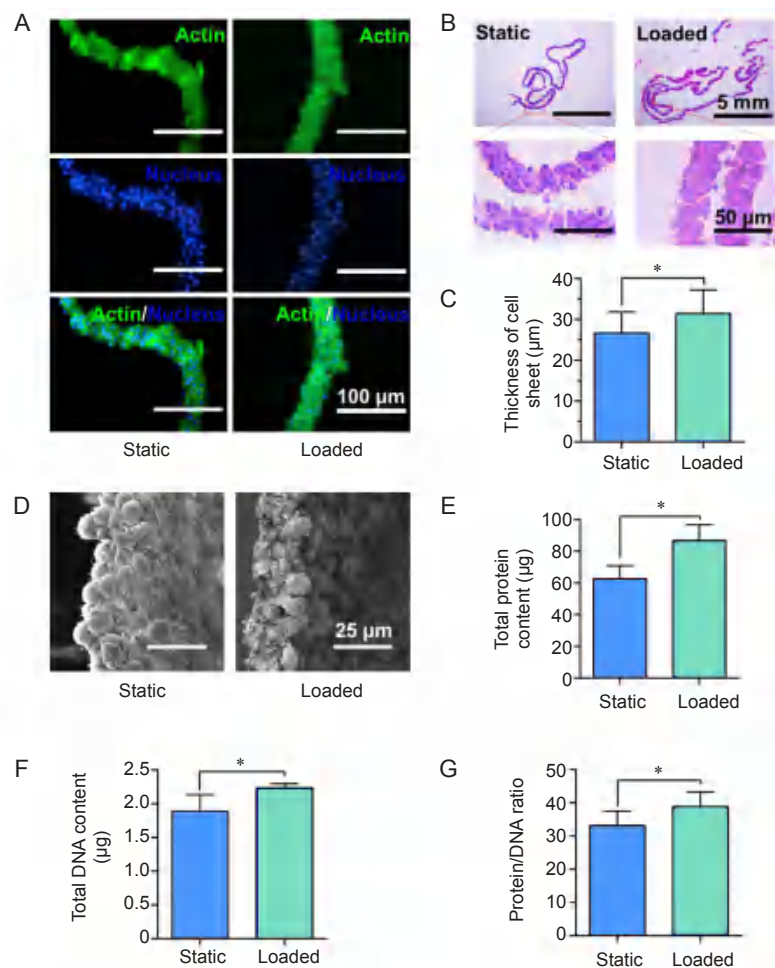 A
Actin
Actin
Nucleus
Nucleus
Actin/Nucleus
Actin/Nucleus
100 μm
Static
Loaded
B
Static
Loaded
5 mm
50 μm
C
Thickness of cell
sheet (μm)
40
30
20
10
0
*
Static
Loaded
D
25 μm
Static
Loaded
E
Total protein
content (μg)
100
80
60
40
20
0
*
Static
Loaded
F
Total DNA content
(μg)
2.5
2.0
1.5
1.0
0.5
0
*
Static
Loaded
G
Protein/DNA ratio
50
40
30
20
10
0
*
Static
Loaded